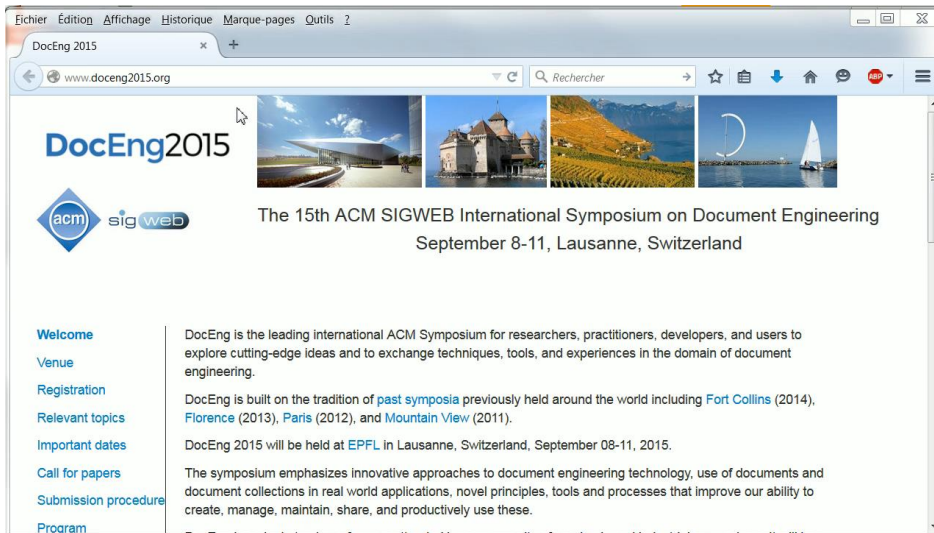 Fichier Édition Affichage Historique Marque-pages Outils ?
DocEng 2015
www.doceng2015.org
Rechercher
ABP
DocEng2015
acm sigweb
The 15th ACM SIGWEB International Symposium on Document Engineering
September 8-11, Lausanne, Switzerland
Welcome
Venue
Registration
Relevant topics
Important dates
Call for papers
Submission procedure
Program
DocEng is the leading international ACM Symposium for researchers, practitioners, developers, and users to
explore cutting-edge ideas and to exchange techniques, tools, and experiences in the domain of document
engineering.
DocEng is built on the tradition of past symposia previously held around the world including Fort Collins (2014),
Florence (2013), Paris (2012), and Mountain View (2011).
DocEng 2015 will be held at EPFL in Lausanne, Switzerland, September 08-11, 2015.
The symposium emphasizes innovative approaches to document engineering technology, use of documents and
document collections in real world applications, novel principles, tools and processes that improve our ability to
create, manage, maintain, share, and productively use these.